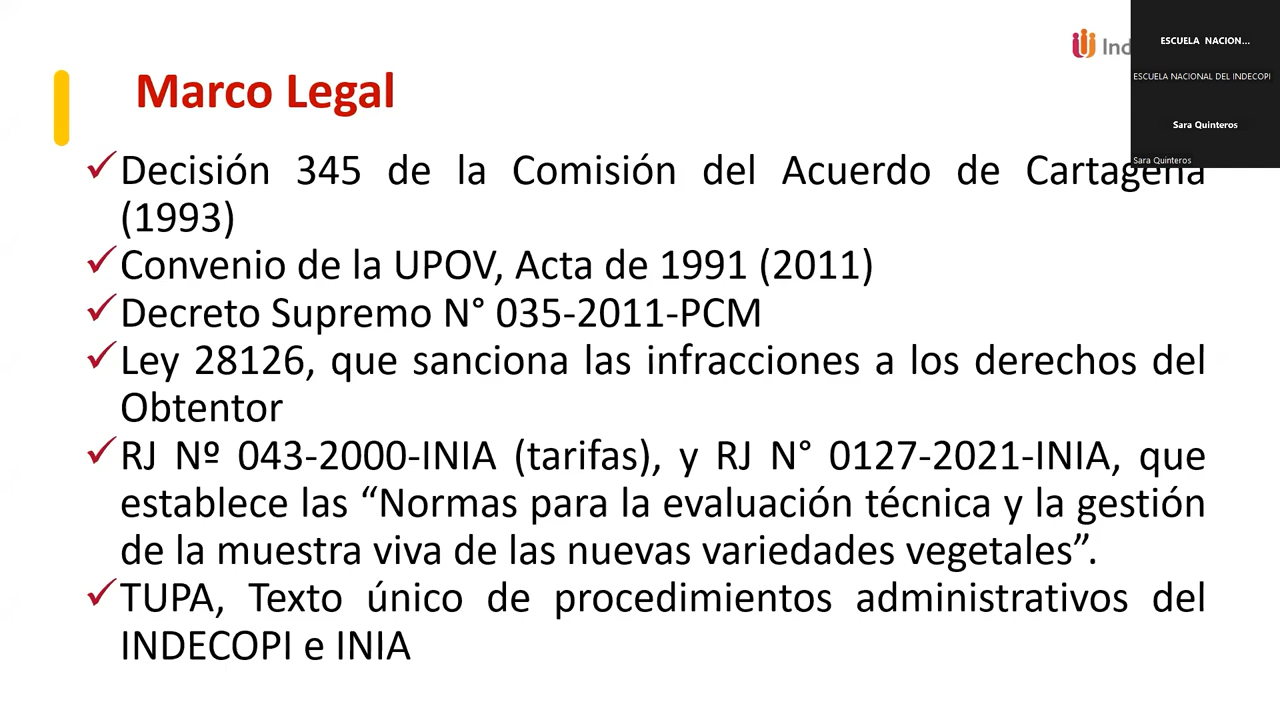 Inde
ESCUELA NACION...
ESCUELA NACIONAL DEL INDECOPI
Sara Quinteros
Sara Quinteros
Marco Legal
Decisión 345 de la Comisión del Acuerdo de Cartagena
(1993)
Convenio de la UPOV, Acta de 1991 (2011)
Decreto Supremo N° 035-2011-PCM
Ley 28126, que sanciona las infracciones a los derechos del
Obtentor
RJ Nº 043-2000-INIA (tarifas), y RJ N° 0127-2021-INIA, que
establece las “Normas para la evaluación técnica y la gestión
de la muestra viva de las nuevas variedades vegetales”.
TUPA, Texto único de procedimientos administrativos del
INDECOPI e INIA